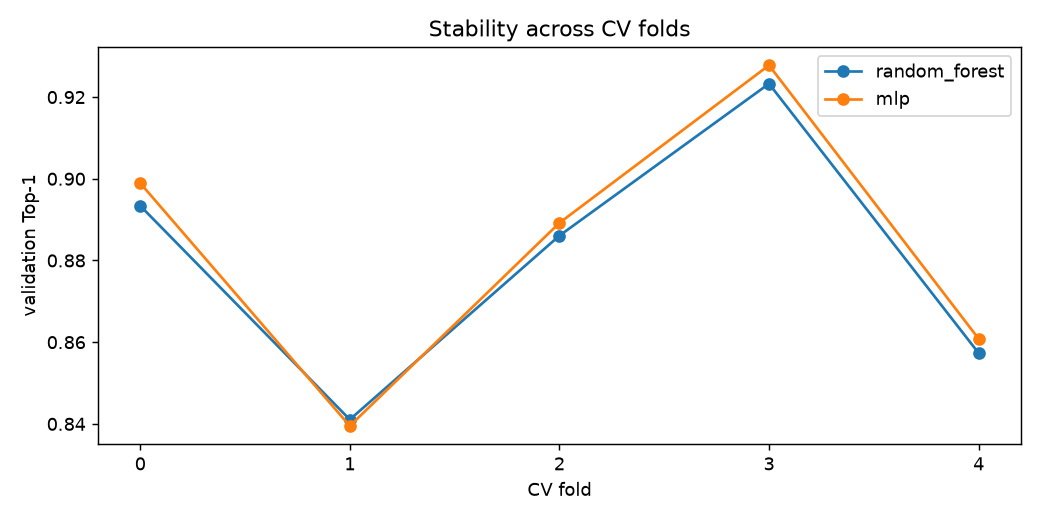 Stability across CV folds
random_forest
mlp
validation Top-1
0.92
0.90
0.88
0.86
0.84
0
1
2
3
4
CV fold